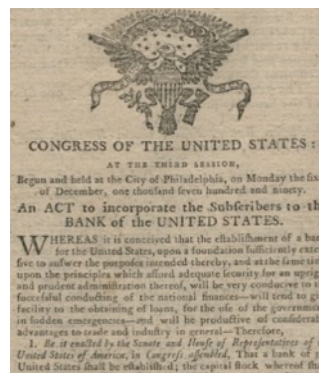 CONGRESS OF THE UNITED STATES:
AT THE THIRD SESSION,
Begun and held at the City of Philadelphia, on Monday the six
of December, one thousand seven hundred and ninety.
An ACT to incorporate the Subscribers to th
BANK of the UNITED STATES.
WHEREAS it is conceived that the establishment of a ban
for the United States, upon a foundation sufficiently exte
sive to answer the purposes intended thereby, and at the same tim
upon the principles which afford adequate security for an uprig
and prudent administration thereof, will be very conducive to t
successful conducting of the national finances—will tend to gi
facility to the obtaining of loans, for the use of the governmen
in sudden emergencies—and will be productive of considerabl
advantages to trade and industry in general—Therefore,
1. Be it enacted by the Senate and House of Representatives of
United States of America, in Congress assembled, That a bank of
United States shall be established; the capital stock whereof sha